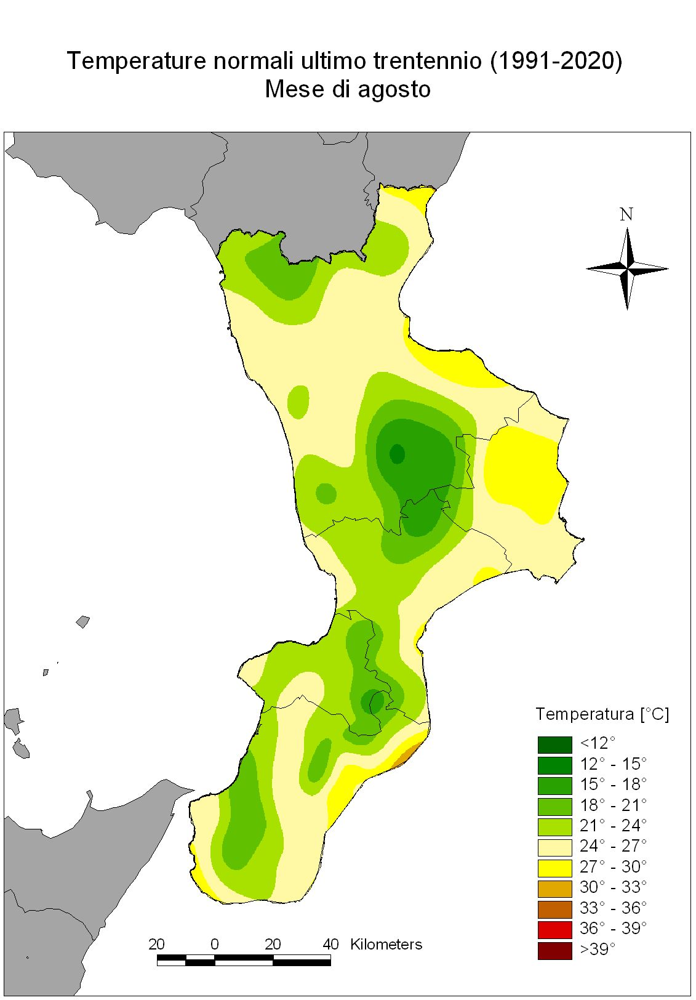 Temperature normali ultimo trentennio (1991-2020)
Mese di agosto
N
Temperatura [°C]
<12°
12° - 15°
15° - 18°
18° - 21°
21° - 24°
24° - 27°
27° - 30°
30° - 33°
33° - 36°
36° - 39°
>39°
20 0 20 40 Kilometers